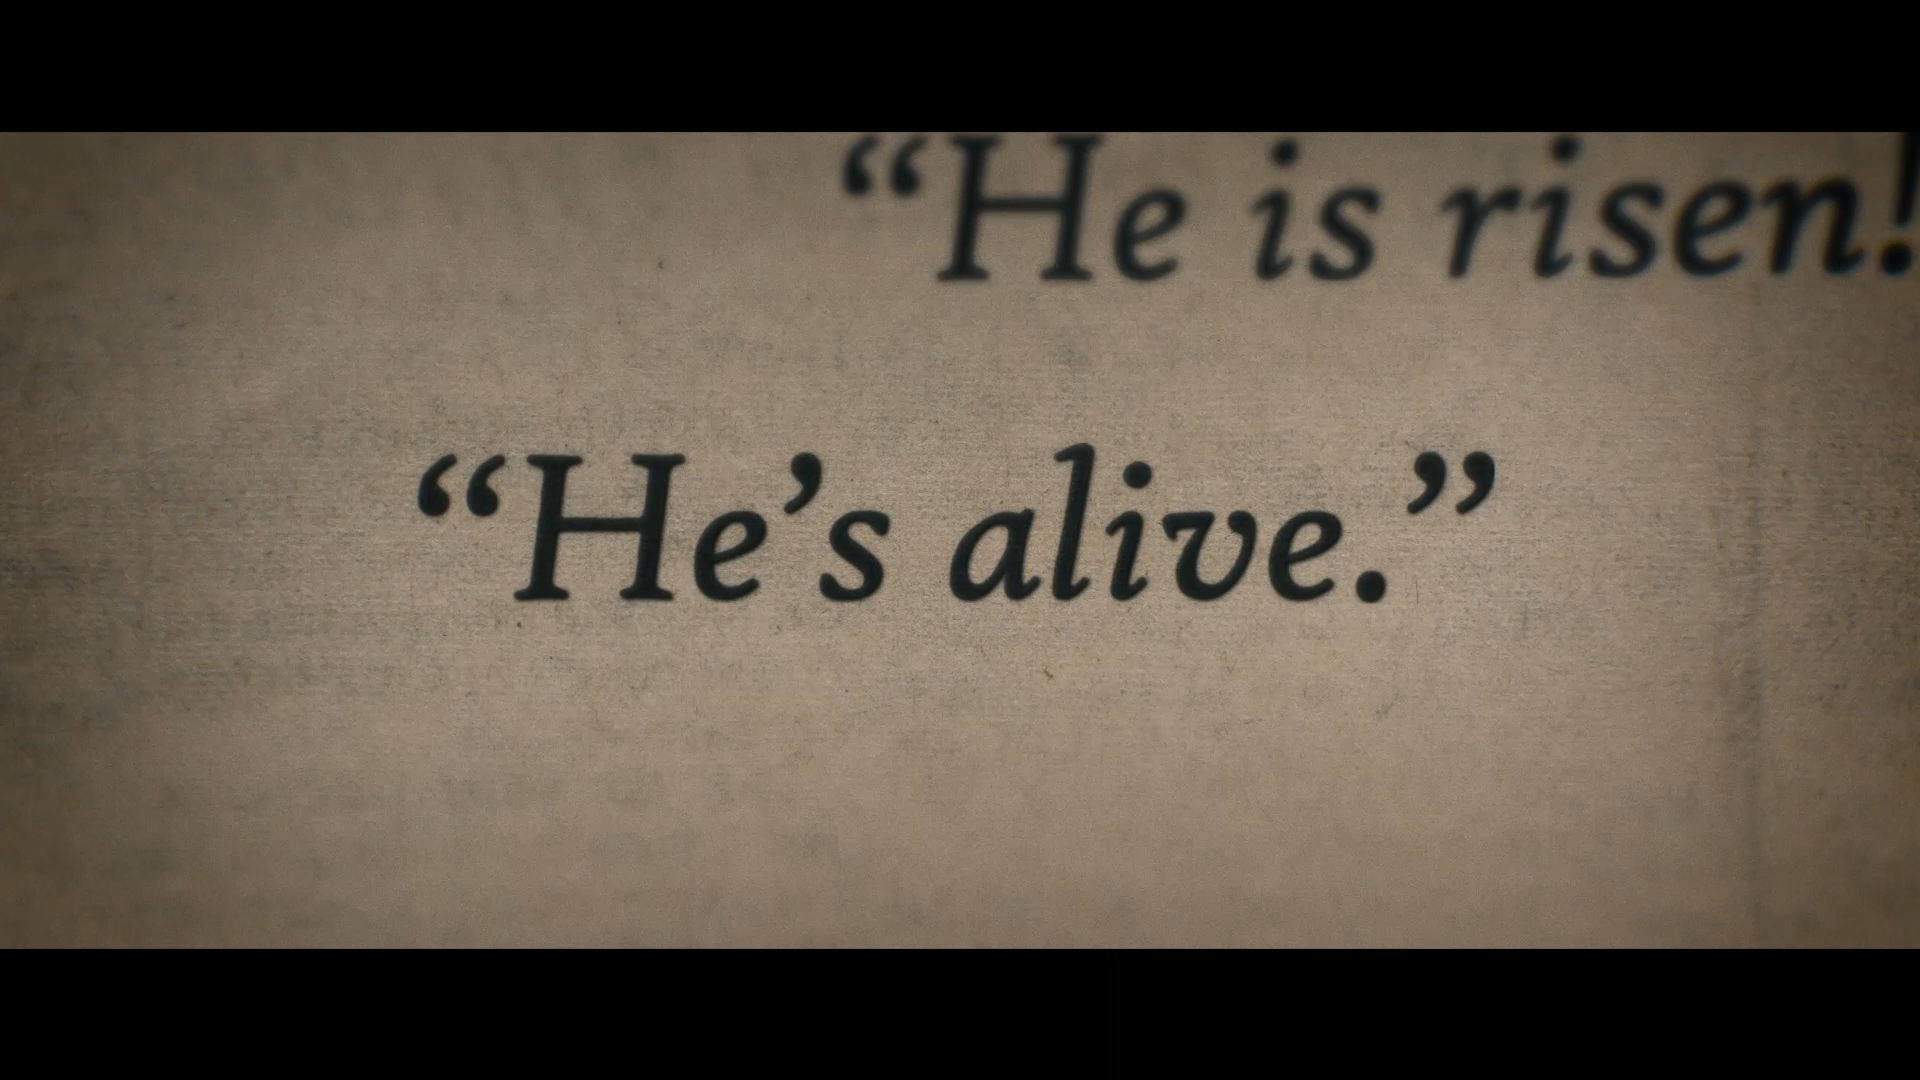 “He is risen!
“He’s alive.”